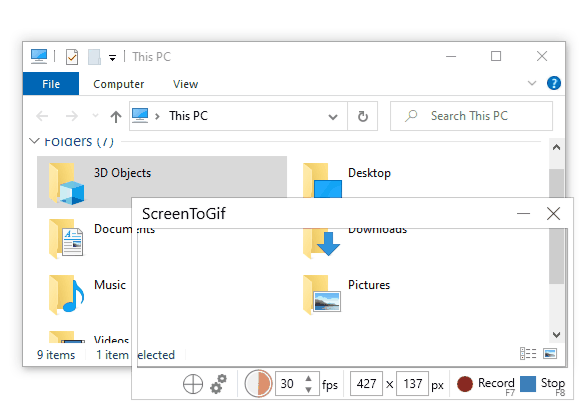 This PC
File Computer View
This PC Search This PC
Folders (7)
3D Objects Desktop
ScreenToGif
Documents Downloads
Music Pictures
Videos
9 items 1 item selected
30 fps 427 × 137 px Record F7 Stop F8